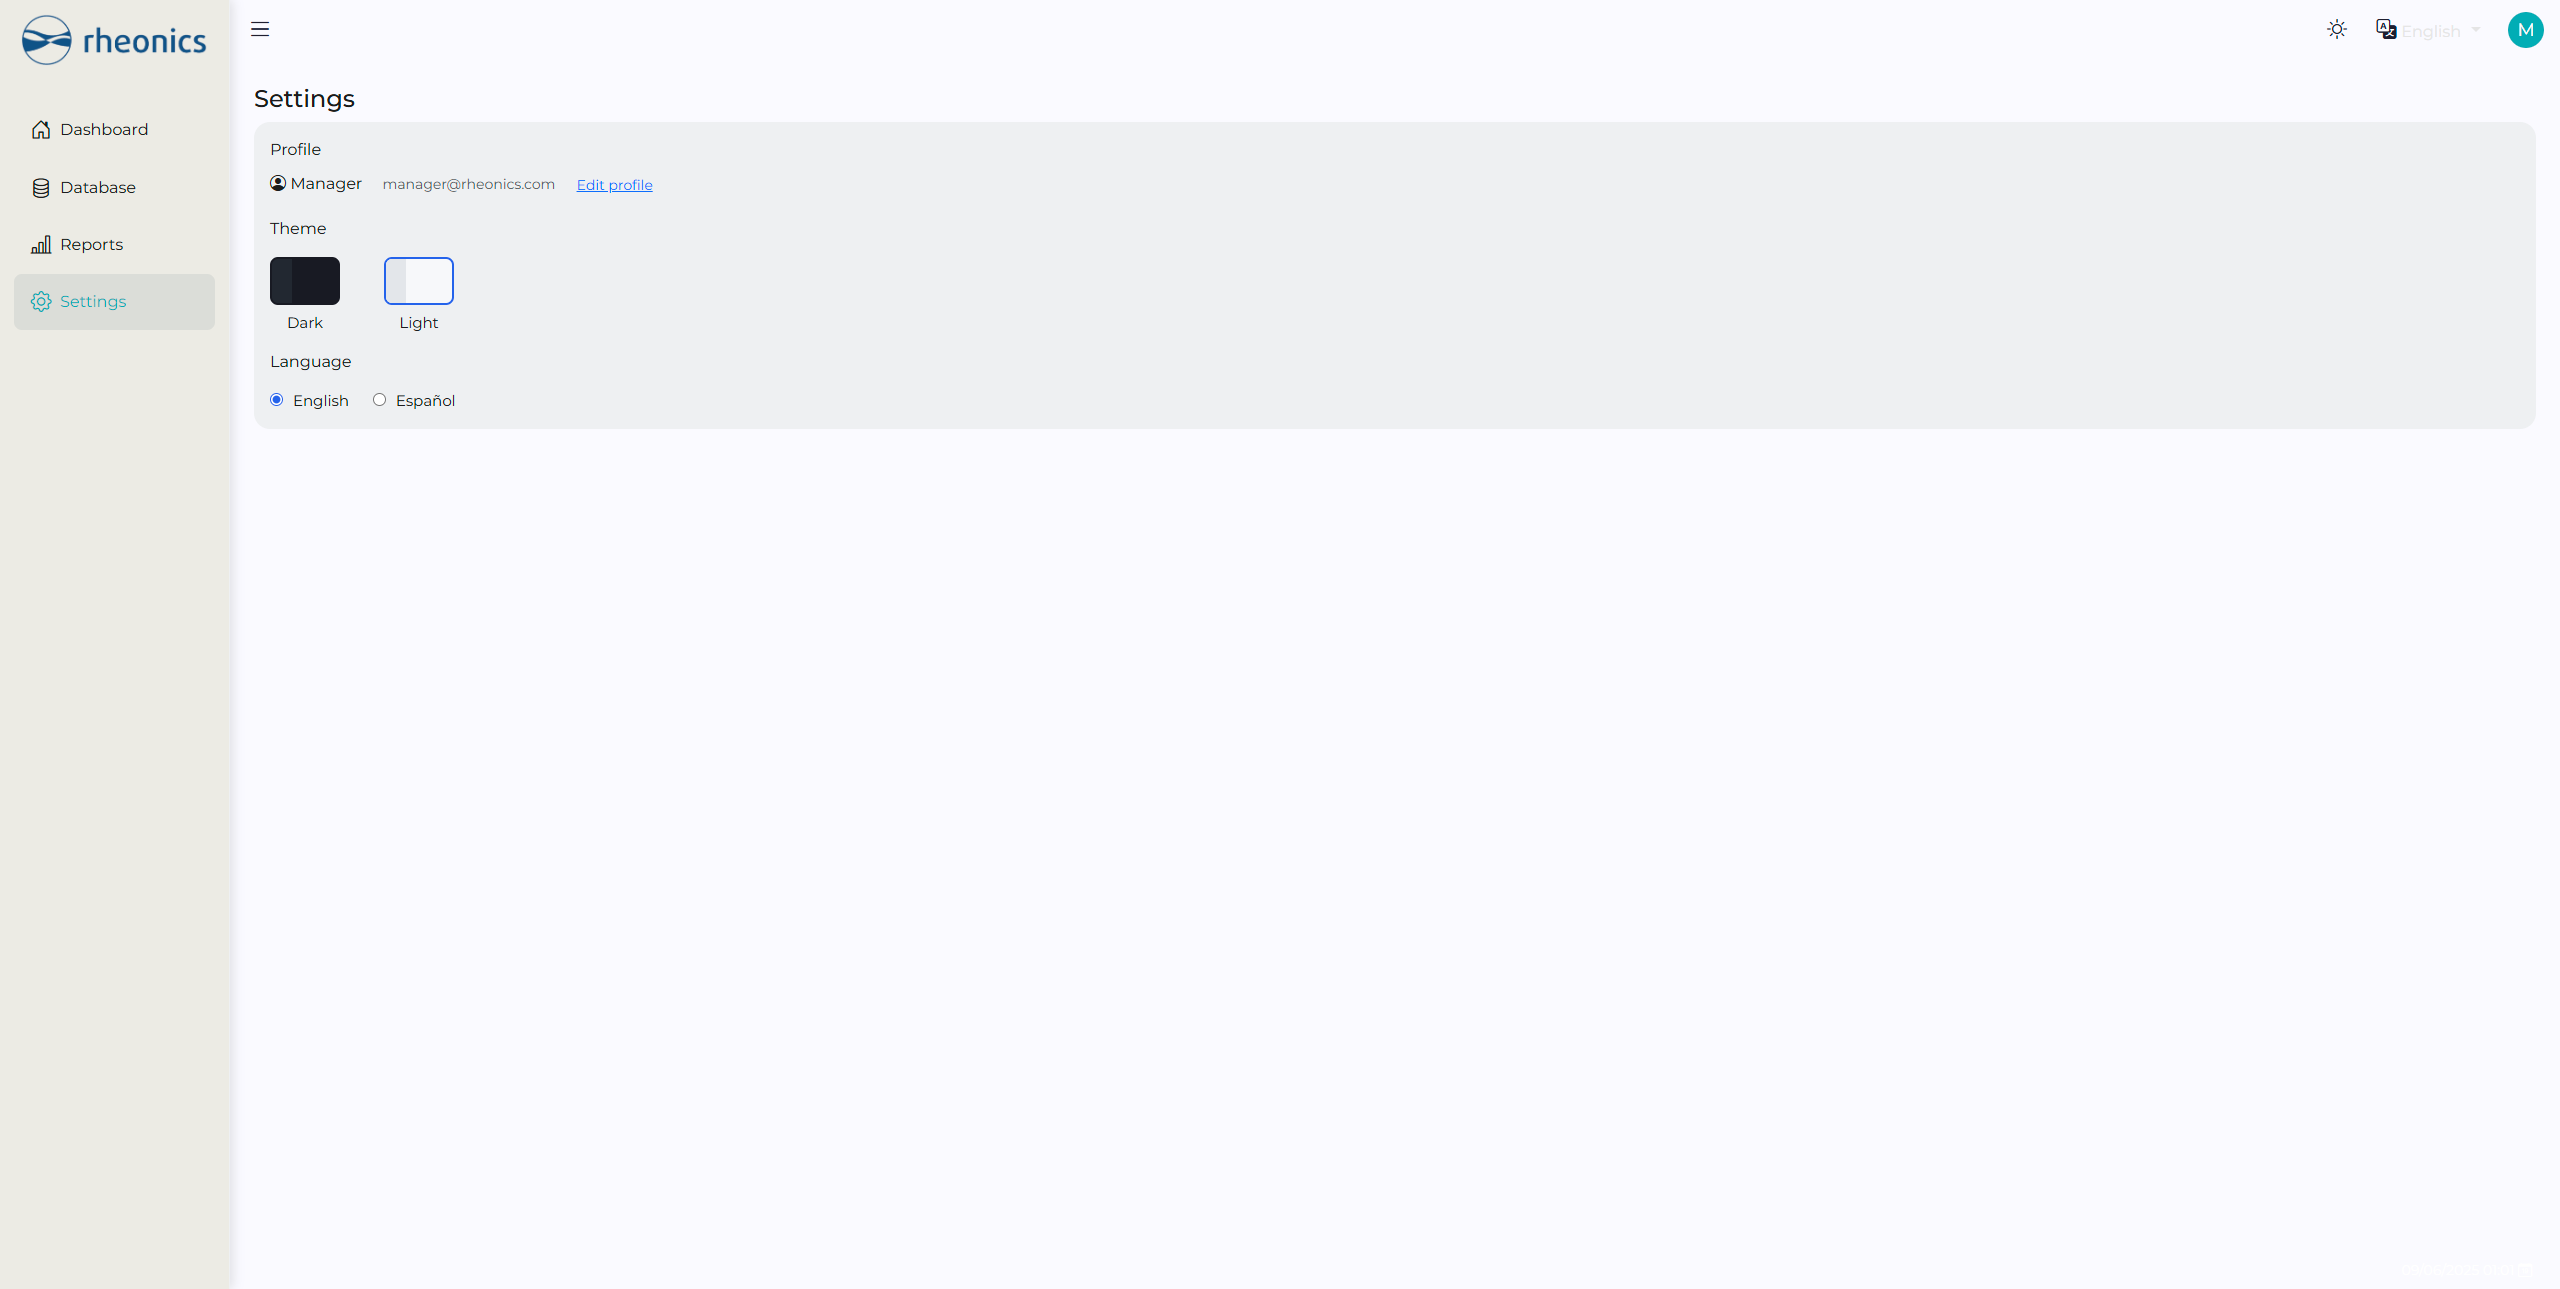 rheonics
English
M
Dashboard
Database
Reports
Settings
Settings
Profile
Manager manager@rheonics.com Edit profile
Theme
Dark Light
Language
English Español